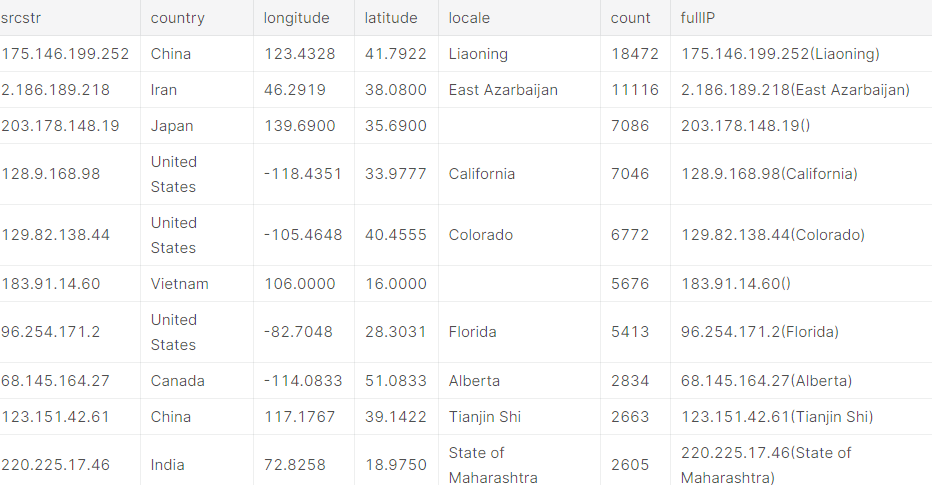 srcstr country longitude latitude locale count fullIP
175.146.199.252 China 123.4328 41.7922 Liaoning 18472 175.146.199.252(Liaoning)
2.186.189.218 Iran 46.2919 38.0800 East Azarbaijan 11116 2.186.189.218(East Azarbaijan)
203.178.148.19 Japan 139.6900 35.6900 7086 203.178.148.19()
128.9.168.98 United States -118.4351 33.9777 California 7046 128.9.168.98(California)
129.82.138.44 United States -105.4648 40.4555 Colorado 6772 129.82.138.44(Colorado)
183.91.14.60 Vietnam 106.0000 16.0000 5676 183.91.14.60()
96.254.171.2 United States -82.7048 28.3031 Florida 5413 96.254.171.2(Florida)
68.145.164.27 Canada -114.0833 51.0833 Alberta 2834 68.145.164.27(Alberta)
123.151.42.61 China 117.1767 39.1422 Tianjin Shi 2663 123.151.42.61(Tianjin Shi)
220.225.17.46 India 72.8258 18.9750 State of Maharashtra 2605 220.225.17.46(State of Maharashtra)